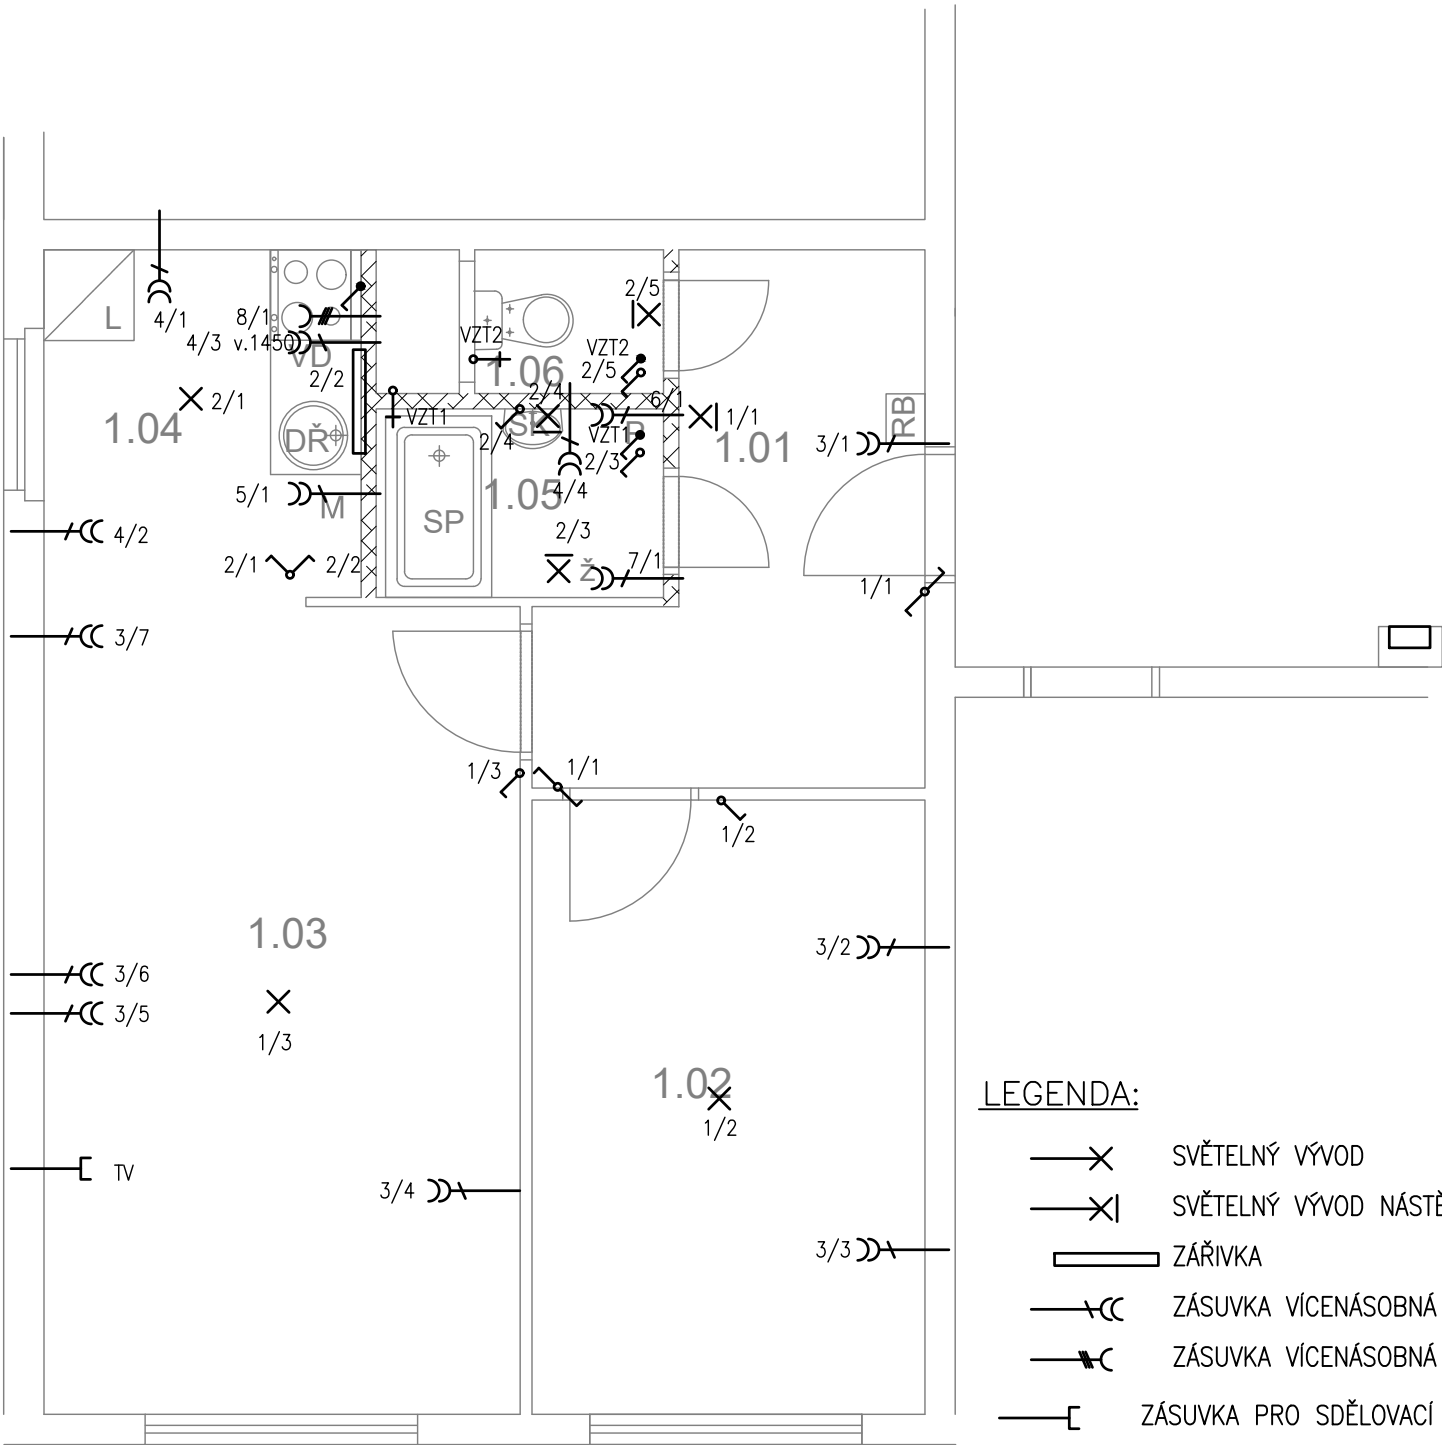 2/5
L
4/1
8/1
VZT2
4/3 v.1450
VD
VZT2
1.06
2/5
2/2
2/4
6/1
2/1
VZT1
1/1
RB
1.04
DŘ
SK
VZT1
P
1.01
3/1
2/4
2/3
5/1
M
1.05
4/4
SP
4/2
2/3
2/1
2/2
Ž
7/1
1/1
3/7
1/3
1/1
1/2
1.03
3/2
3/6
3/5
1/3
1.02
1/2
TV
3/4
3/3
LEGENDA:
SVĚTELNÝ VÝVOD
SVĚTELNÝ VÝVOD NÁSTĚ
ZÁŘIVKA
ZÁSUVKA VÍCENÁSOBNÁ
ZÁSUVKA VÍCENÁSOBNÁ
ZÁSUVKA PRO SDĚLOVACÍ